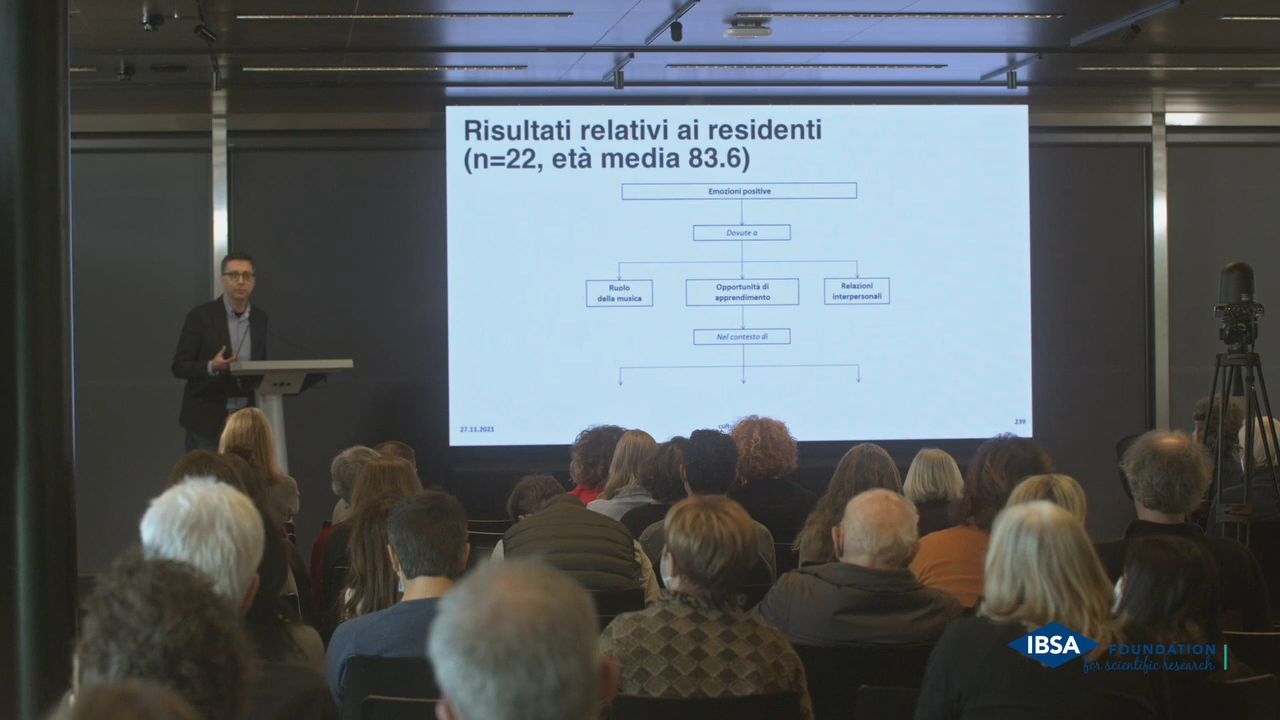 Risultati relativi ai residenti
(n=22, età media 83.6)
Emozioni positive
Dovute a
Ruolo
della musica
Opportunità di
apprendimento
Relazioni
interpersonali
Nel contesto di
27.11.2021
239
IBSA FOUNDATION
for scientific research